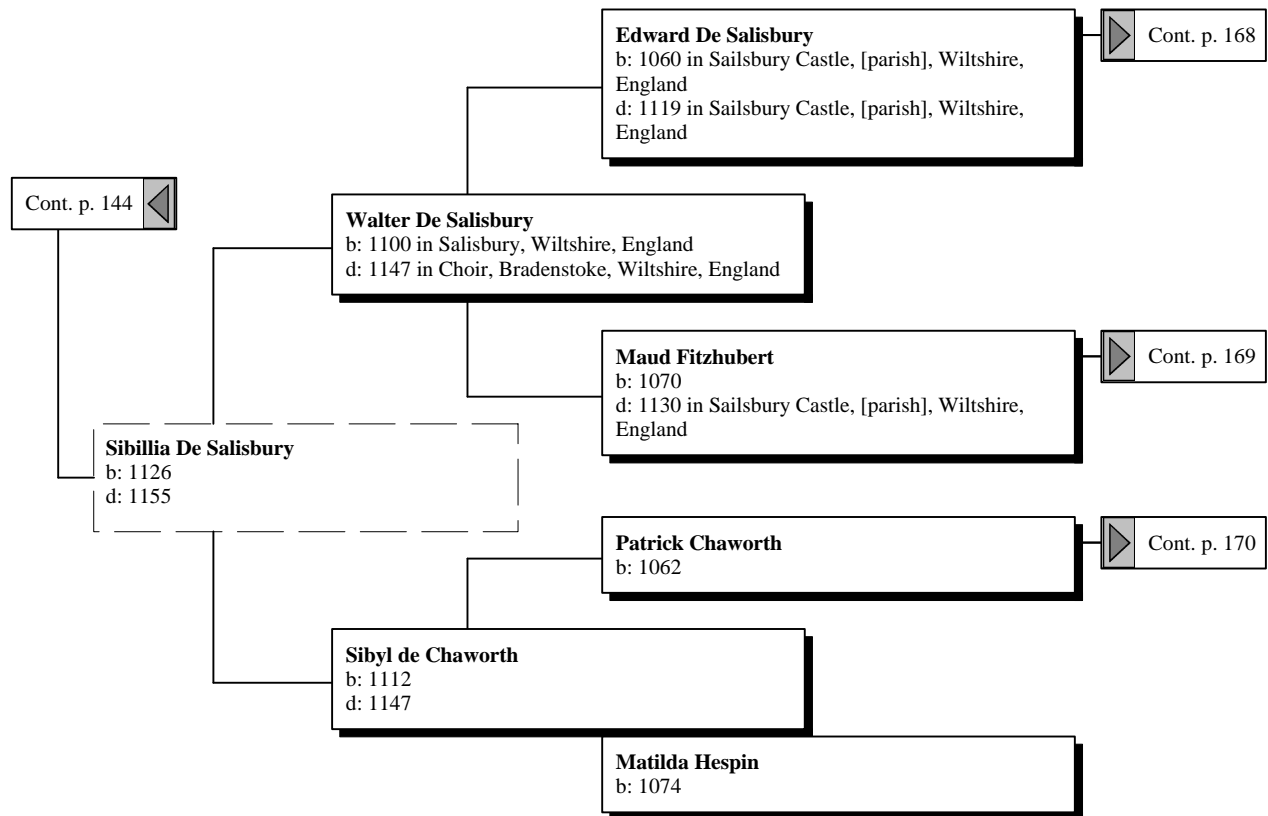 Edward De Salisbury
b: 1060 in Sailsbury Castle, [parish], Wiltshire,
England
d: 1119 in Sailsbury Castle, [parish], Wiltshire,
England
Cont. p. 168
Cont. p. 144
Walter De Salisbury
b: 1100 in Salisbury, Wiltshire, England
d: 1147 in Choir, Bradenstoke, Wiltshire, England
Maud Fitzhubert
b: 1070
d: 1130 in Sailsbury Castle, [parish], Wiltshire,
England
Cont. p. 169
Sibillia De Salisbury
b: 1126
d: 1155
Patrick Chaworth
b: 1062
Cont. p. 170
Sibyl de Chaworth
b: 1112
d: 1147
Matilda Hespin
b: 1074